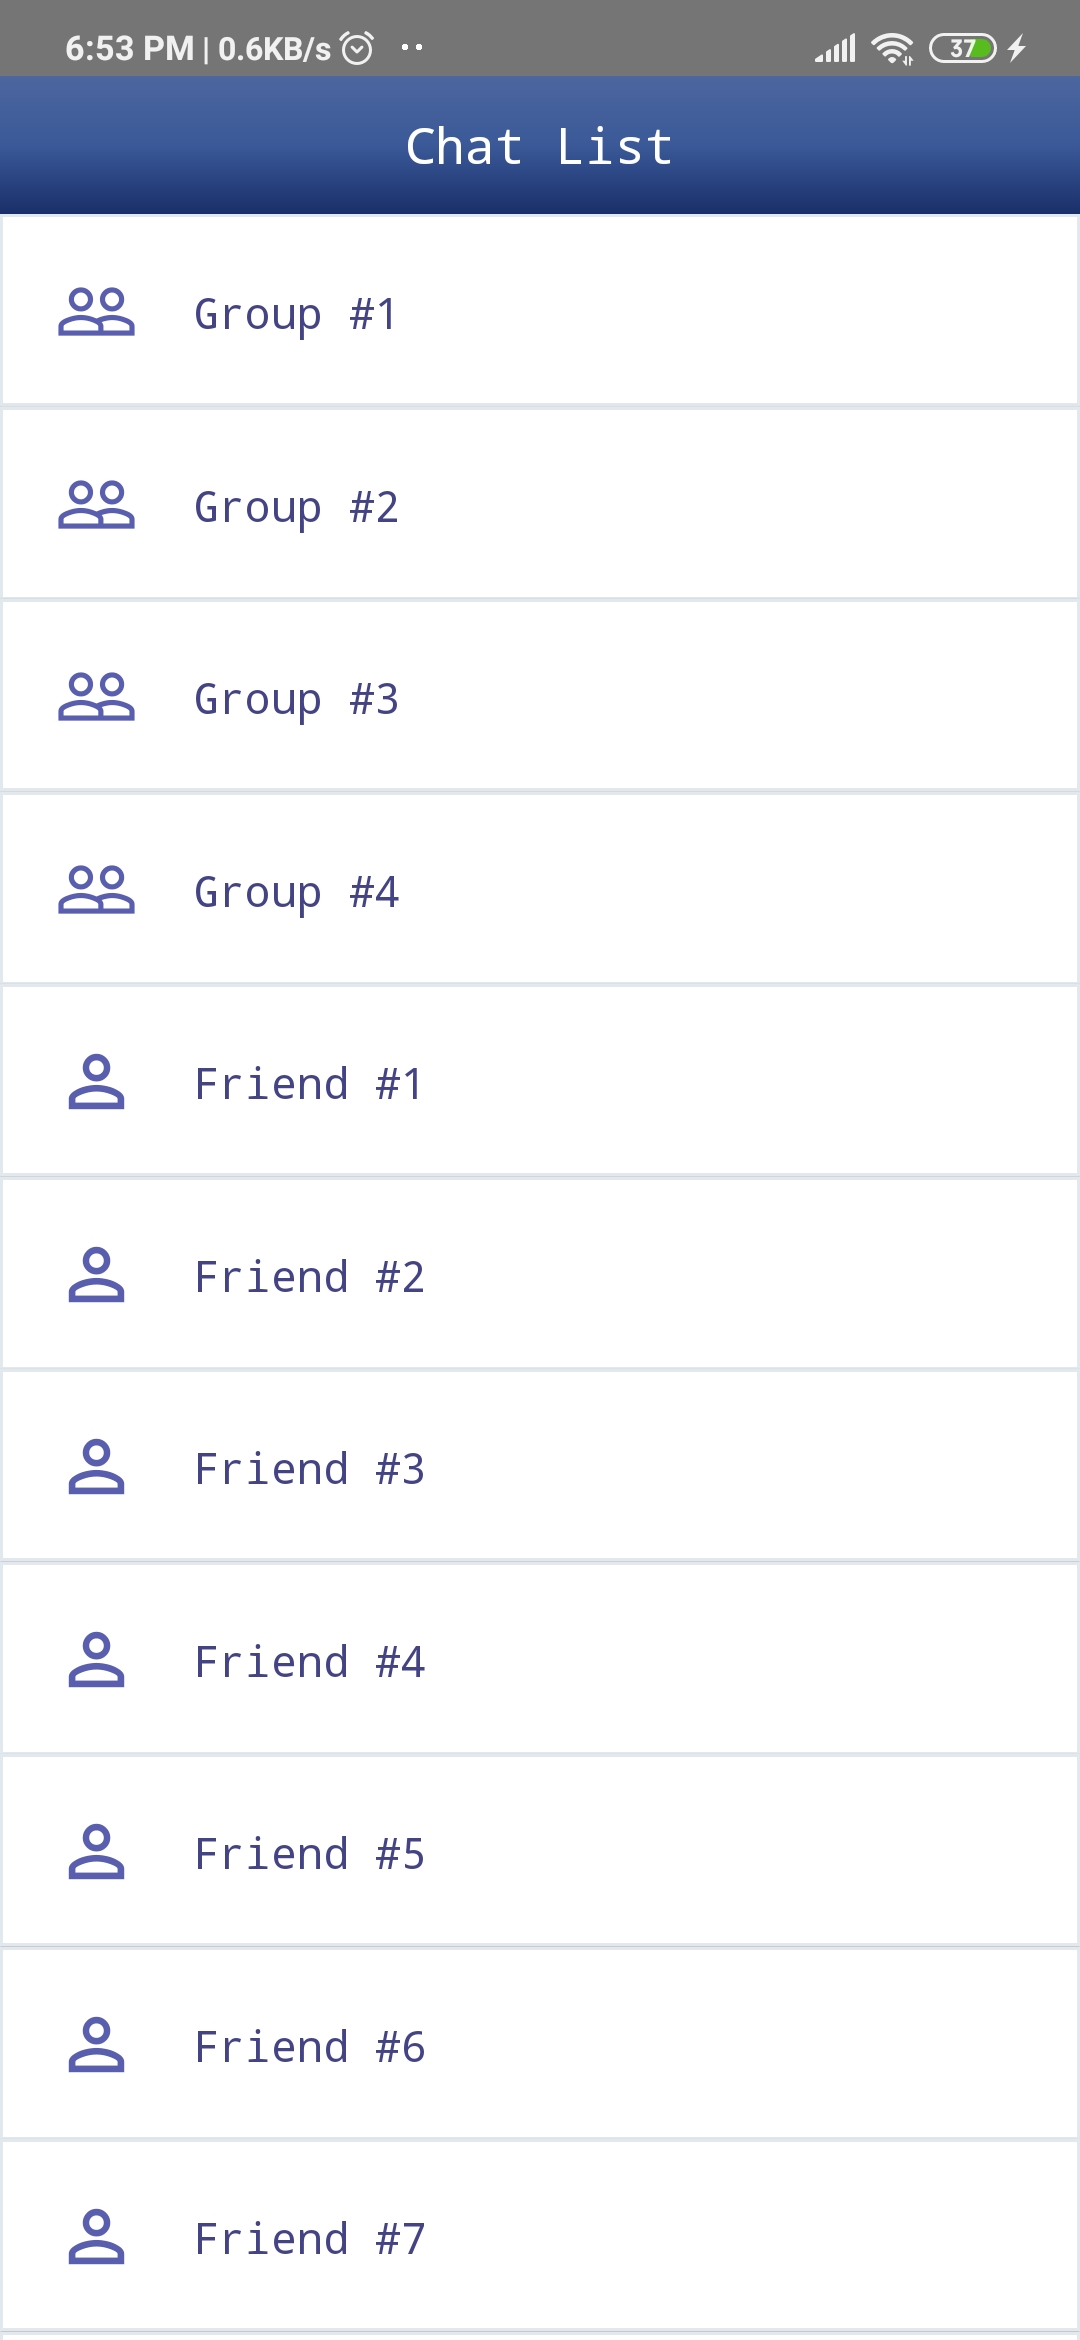 6:53 PM | 0.6KB/s
37
Chat List
Group #1
Group #2
Group #3
Group #4
Friend #1
Friend #2
Friend #3
Friend #4
Friend #5
Friend #6
Friend #7